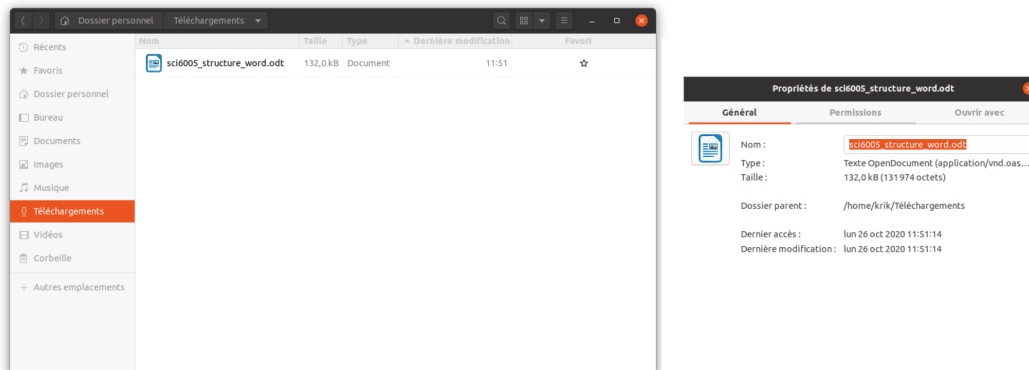 Dossier personnel Téléchargements
Récents
Favoris
Dossier personnel
Bureau
Documents
Images
Musique
Téléchargements
Vidéos
Corbeille
+ Autres emplacements
Nom Taille Type Dernière modification Favori
sci6005_structure_word.odt 132,0 kB Document 11:51
Propriétés de sci6005_structure_word.odt
Général Permissions Ouvrir avec
Nom : sci6005_structure_word.odt
Type : Texte OpenDocument (application/vnd.oas…
Taille : 132,0 kB (131 974 octets)
Dossier parent : /home/krik/Téléchargements
Dernier accès : lun 26 oct 2020 11:51:14
Dernière modification : lun 26 oct 2020 11:51:14